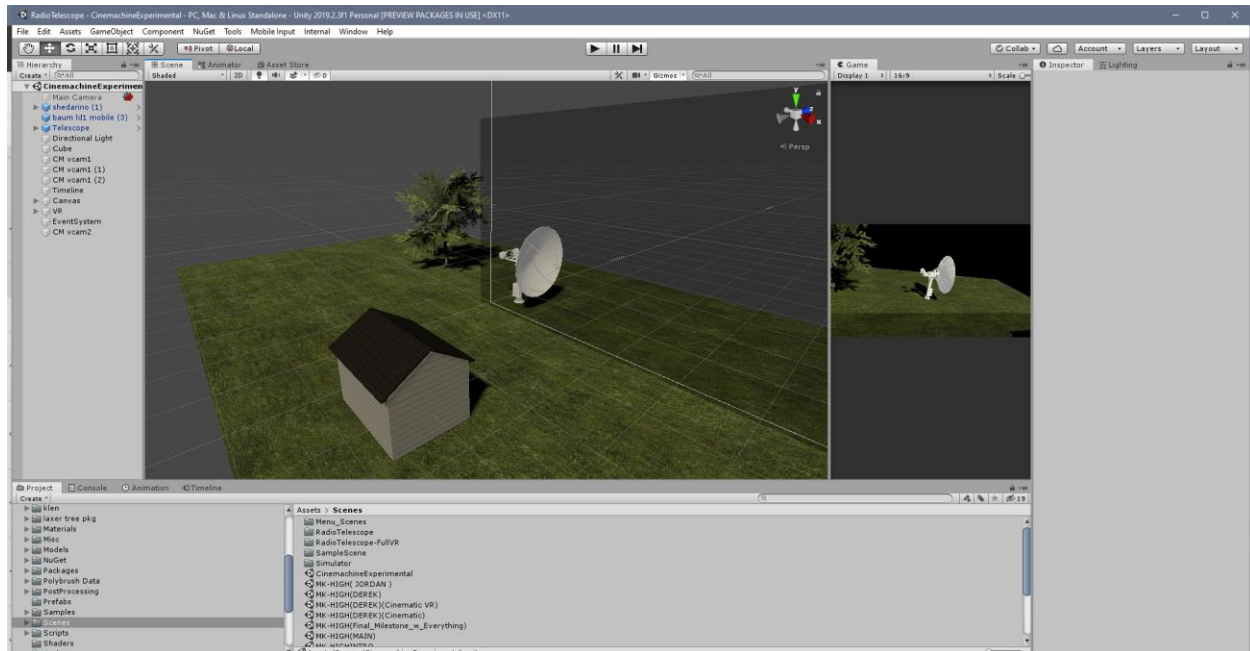 RadioTelescope - CinemachineExperimental - PC, Mac & Linux Standalone - Unity 2019.2.3f1 Personal [PREVIEW PACKAGES IN USE] <DX11>
File Edit Assets GameObject Component NuGet Tools Mobile Input Internal Window Help
Pivot Local Collab Account Layers Layout
Hierarchy Scene Animator Asset Store Game Inspector Lighting
Create All Shaded 2D 0 Gizmos All Display 1 16:9 Scale
CinemachineExperimen
Main Camera
shedarino (1)
baum ld1 mobile (3)
Telescope
Directional Light
Cube
CM vcam1
CM vcam1 (1)
CM vcam1 (2)
Timeline
Canvas
VR
EventSystem
CM vcam2
y
z
x
Persp
Project Console Animation Timeline
Create 19
klen
laxer tree pkg
Materials
Misc
Models
NuGet
Packages
Polybrush Data
PostProcessing
Prefabs
Samples
Scenes
Scripts
Shaders
Assets > Scenes
Menu_Scenes
RadioTelescope
RadioTelescope-FullVR
SampleScene
Simulator
CinemachineExperimental
MK-HIGH( JORDAN )
MK-HIGH(DEREK)
MK-HIGH(DEREK)(Cinematic VR)
MK-HIGH(DEREK)(Cinematic)
MK-HIGH(Final_Milestone_w_Everything)
MK-HIGH(MAIN)